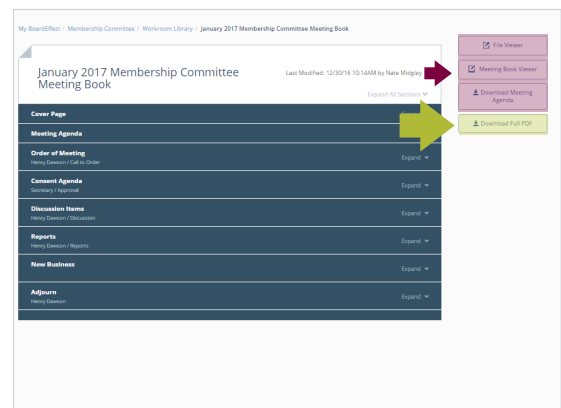 My BoardEffect / Membership Committee / Workroom Library / January 2017 Membership Committee Meeting Book
File Viewer
January 2017 Membership Committee
Meeting Book
Last Modified: 12/30/16 10:14AM by Nate Midgley
Meeting Book Viewer
Expand All Sections
Download Meeting
Agenda
Cover Page
Download Full PDF
Meeting Agenda
Order of Meeting
Henry Dawson / Call to Order
Expand
Consent Agenda
Secretary / Approval
Expand
Discussion Items
Henry Dawson / Discussion
Expand
Reports
Henry Dawson / Reports
Expand
New Business
Expand
Adjourn
Henry Dawson
Expand